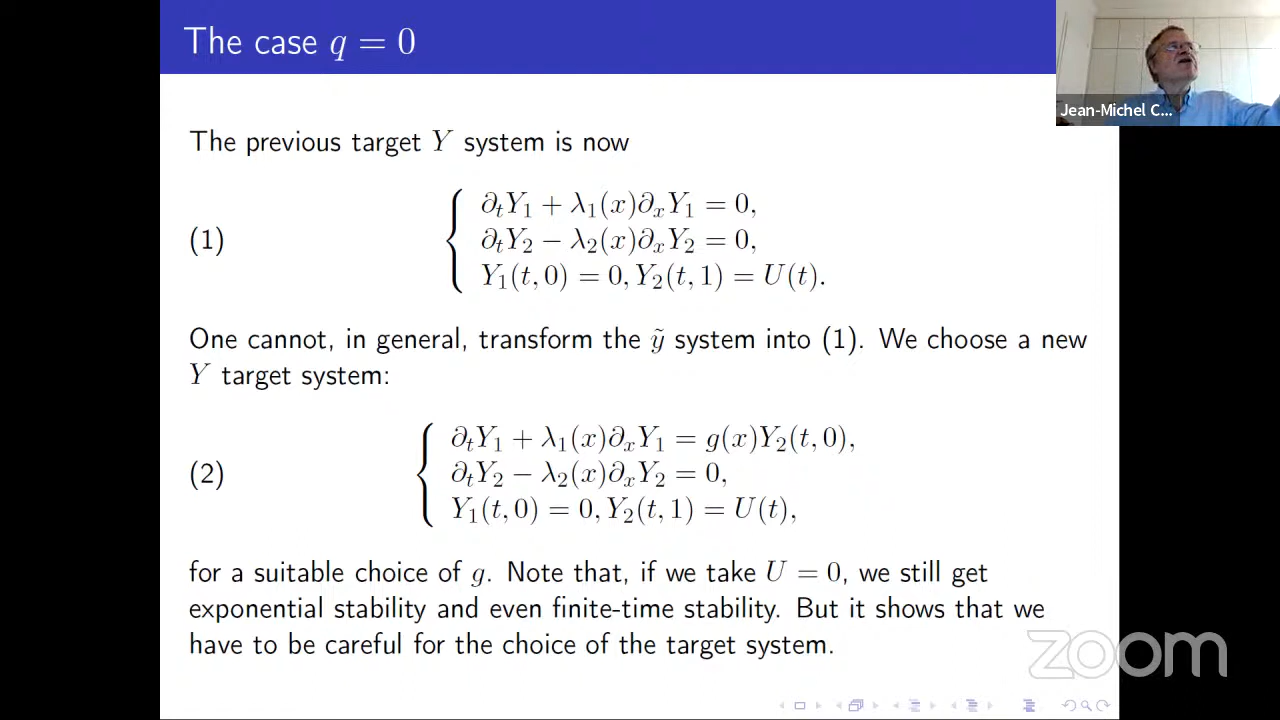 The case q = 0
Jean-Michel C...
The previous target Y system is now
(1)
∂ₜY₁ + λ₁(x)∂ₓY₁ = 0,
∂ₜY₂ − λ₂(x)∂ₓY₂ = 0,
Y₁(t, 0) = 0, Y₂(t, 1) = U(t).
One cannot, in general, transform the ỹ system into (1). We choose a new
Y target system:
(2)
∂ₜY₁ + λ₁(x)∂ₓY₁ = g(x)Y₂(t, 0),
∂ₜY₂ − λ₂(x)∂ₓY₂ = 0,
Y₁(t, 0) = 0, Y₂(t, 1) = U(t),
for a suitable choice of g. Note that, if we take U = 0, we still get
exponential stability and even finite-time stability. But it shows that we
have to be careful for the choice of the target system.
zoom